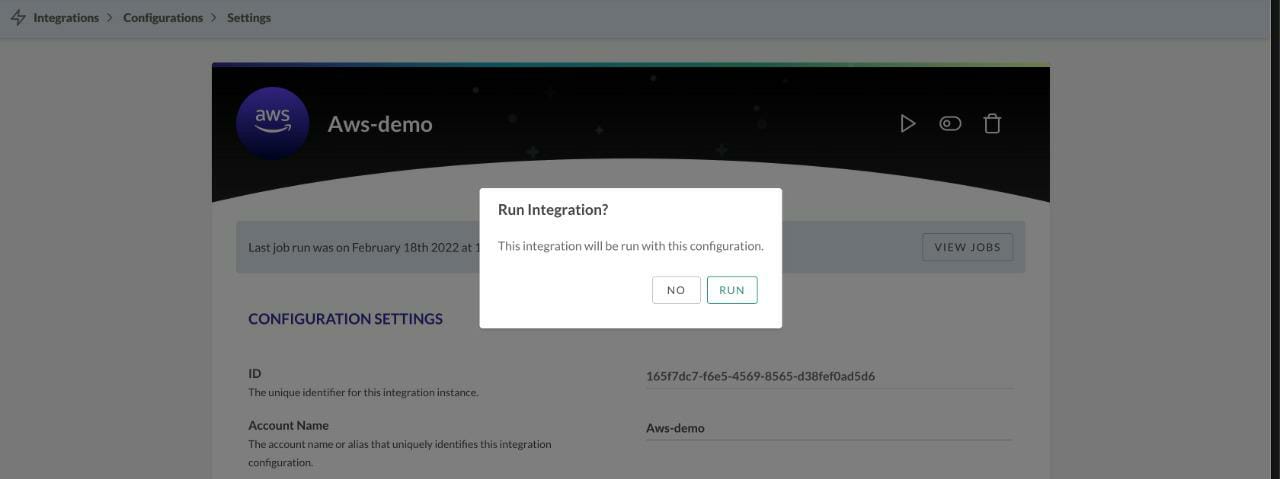 Integrations > Configurations > Settings
aws
Aws-demo
Run Integration?
Last job run was on February 18th 2022 at
This integration will be run with this configuration.
VIEW JOBS
NO RUN
CONFIGURATION SETTINGS
ID
The unique identifier for this integration instance.
165f7dc7-f6e5-4569-8565-d38fef0ad5d6
Account Name
The account name or alias that uniquely identifies this integration
configuration.
Aws-demo